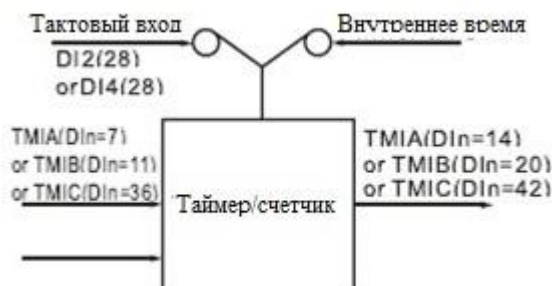 Тактовый вход
Внутреннее время
DI2(28)
orDI4(28)
TMIA(DIn=7)
or TMIB(DIn=11)
or TMIC(DIn=36)
Таймер/счетчик
TMIA(DIn=14)
or TMIB(DIn=20)
or TMIC(DIn=42)